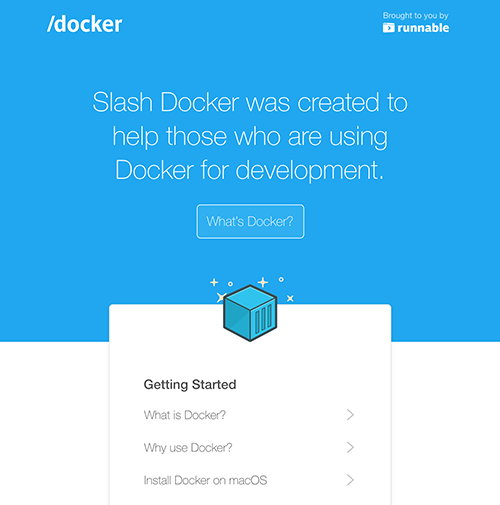 /docker
Brought to you by
runnable
Slash Docker was created to
help those who are using
Docker for development.
What's Docker?
Getting Started
What is Docker?
Why use Docker?
Install Docker on macOS